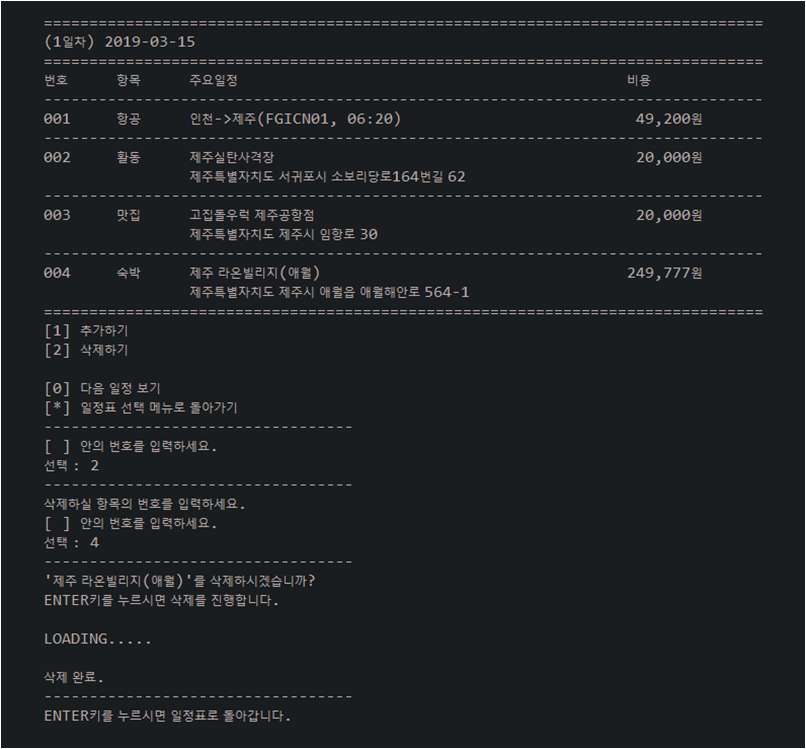 ===============================================================================
(1일차) 2019-03-15
===============================================================================
번호 항목 주요일정 비용
-------------------------------------------------------------------------------
001 항공 인천->제주(FGICN01, 06:20) 49,200원
-------------------------------------------------------------------------------
002 활동 제주실탄사격장 20,000원
제주특별자치도 서귀포시 소보리당로164번길 62
-------------------------------------------------------------------------------
003 맛집 고집돌우럭 제주공항점 20,000원
제주특별자치도 제주시 임항로 30
-------------------------------------------------------------------------------
004 숙박 제주 라온빌리지(애월) 249,777원
제주특별자치도 제주시 애월읍 애월해안로 564-1
===============================================================================
[1] 추가하기
[2] 삭제하기
[0] 다음 일정 보기
[*] 일정표 선택 메뉴로 돌아가기
----------------------------------
[ ] 안의 번호를 입력하세요.
선택 : 2
----------------------------------
삭제하실 항목의 번호를 입력하세요.
[ ] 안의 번호를 입력하세요.
선택 : 4
----------------------------------
'제주 라온빌리지(애월)'를 삭제하시겠습니까?
ENTER키를 누르시면 삭제를 진행합니다.
LOADING.....
삭제 완료.
----------------------------------
ENTER키를 누르시면 일정표로 돌아갑니다.